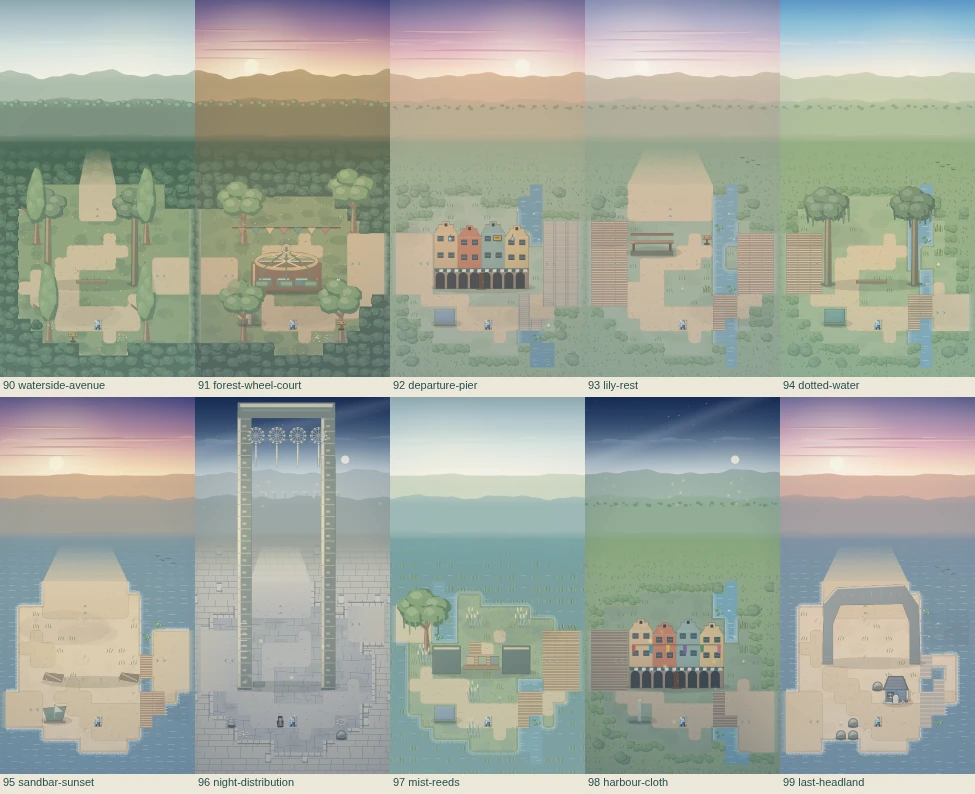 90 waterside-avenue
91 forest-wheel-court
92 departure-pier
93 lily-rest
94 dotted-water
95 sandbar-sunset
96 night-distribution
97 mist-reeds
98 harbour-cloth
99 last-headland